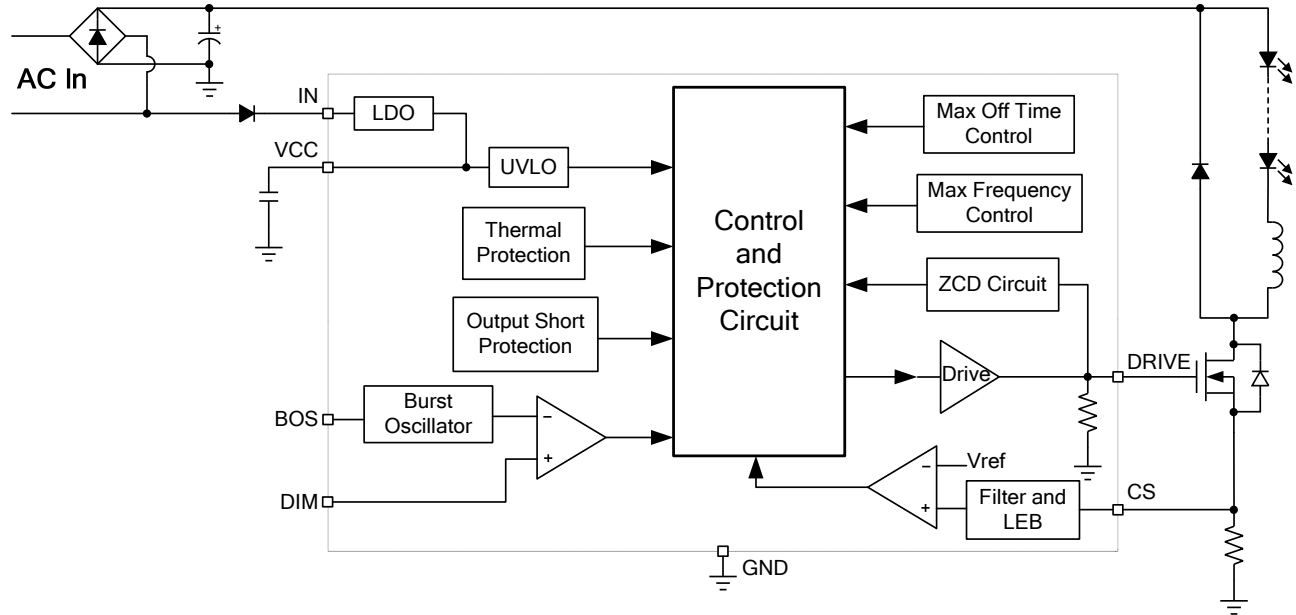 AC In
IN
LDO
VCC
UVLO
Thermal
Protection
Output Short
Protection
BOS
Burst
Oscillator
−
+
DIM
Control
and
Protection
Circuit
Max Off Time
Control
Max Frequency
Control
ZCD Circuit
Drive
DRIVE
−
Vref
+
Filter and
LEB
CS
GND
+